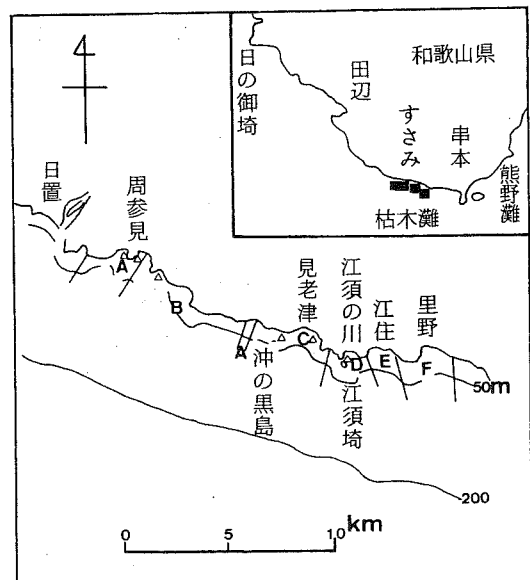 和歌山県
日の御埼
田辺
すさみ
串本
熊野灘
枯木灘
日置
周参見
見老津
江須の川
江住
里野
A
B
A
沖の黒島
C
D
江須埼
E
F
50m
200
0
5
10
km